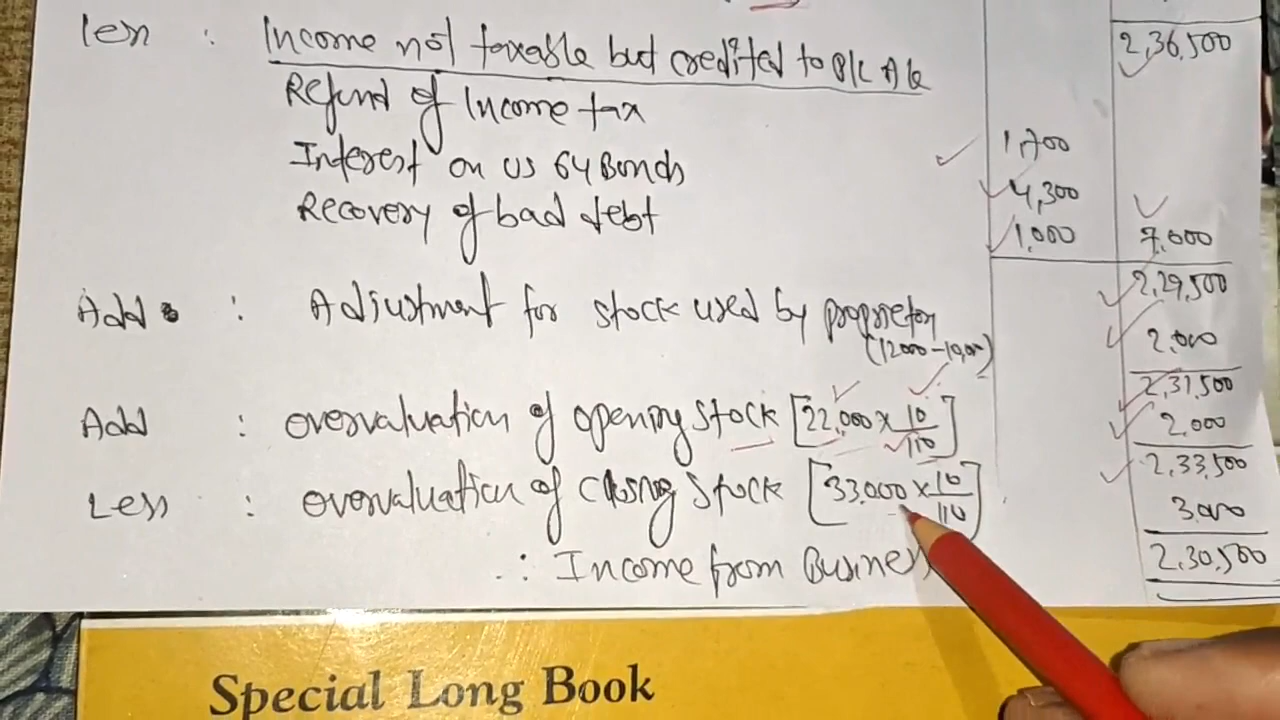 2,36,500
Less : Income not taxable but credited to P/L A/c
Refund of Income tax 1,700
Interest on US 64 Bonds 4,300
Recovery of bad debt 1,000 7,000
2,29,500
Add : Adjustment for stock used by proprietor 2,000
(12000-10,000)
2,31,500
Add : overvaluation of opening stock [22,000 × 10/110] 2,000
2,33,500
Less : overvaluation of closing stock [33,000 × 10/110] 3,000
∴ Income from Business 2,30,500
Special Long Book